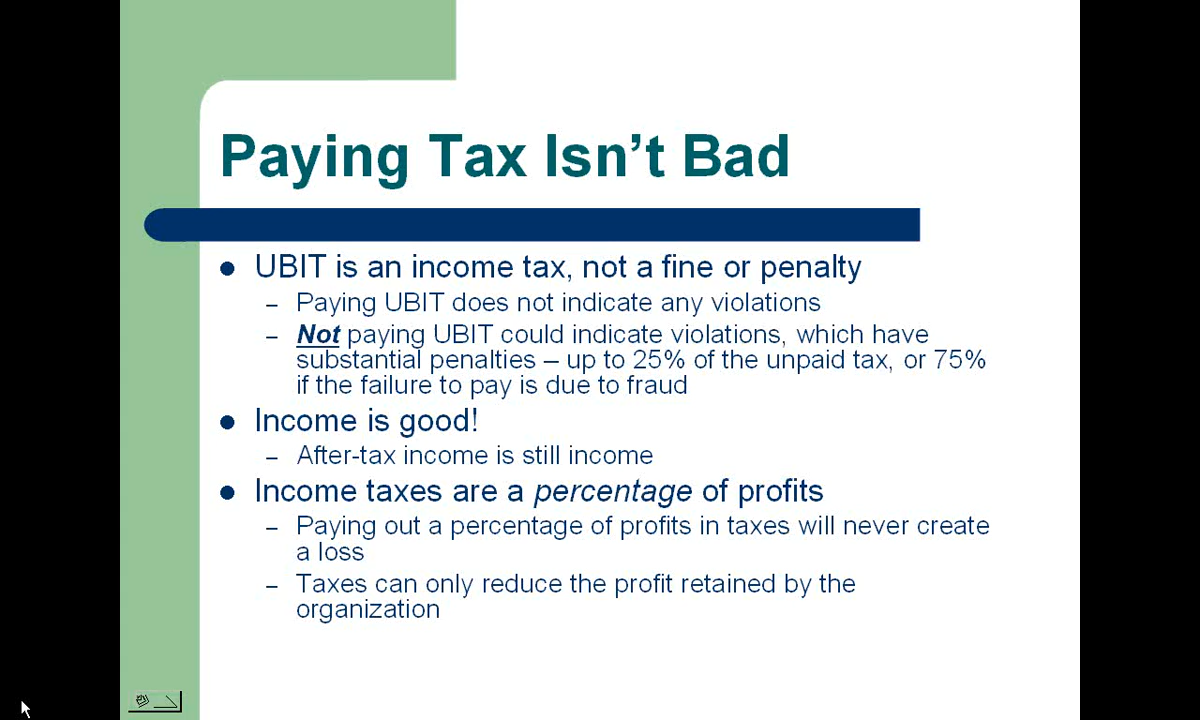 Paying Tax Isn’t Bad
● UBIT is an income tax, not a fine or penalty
– Paying UBIT does not indicate any violations
– Not paying UBIT could indicate violations, which have
substantial penalties – up to 25% of the unpaid tax, or 75%
if the failure to pay is due to fraud
● Income is good!
– After-tax income is still income
● Income taxes are a percentage of profits
– Paying out a percentage of profits in taxes will never create
a loss
– Taxes can only reduce the profit retained by the
organization